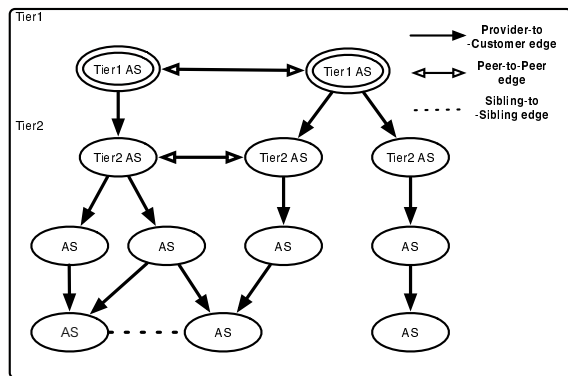 Tier1
Provider-to
-Customer edge
Tier1 AS
Tier1 AS
Peer-to-Peer
edge
Sibling-to
-Sibling edge
Tier2
Tier2 AS
Tier2 AS
Tier2 AS
AS
AS
AS
AS
AS
AS
AS